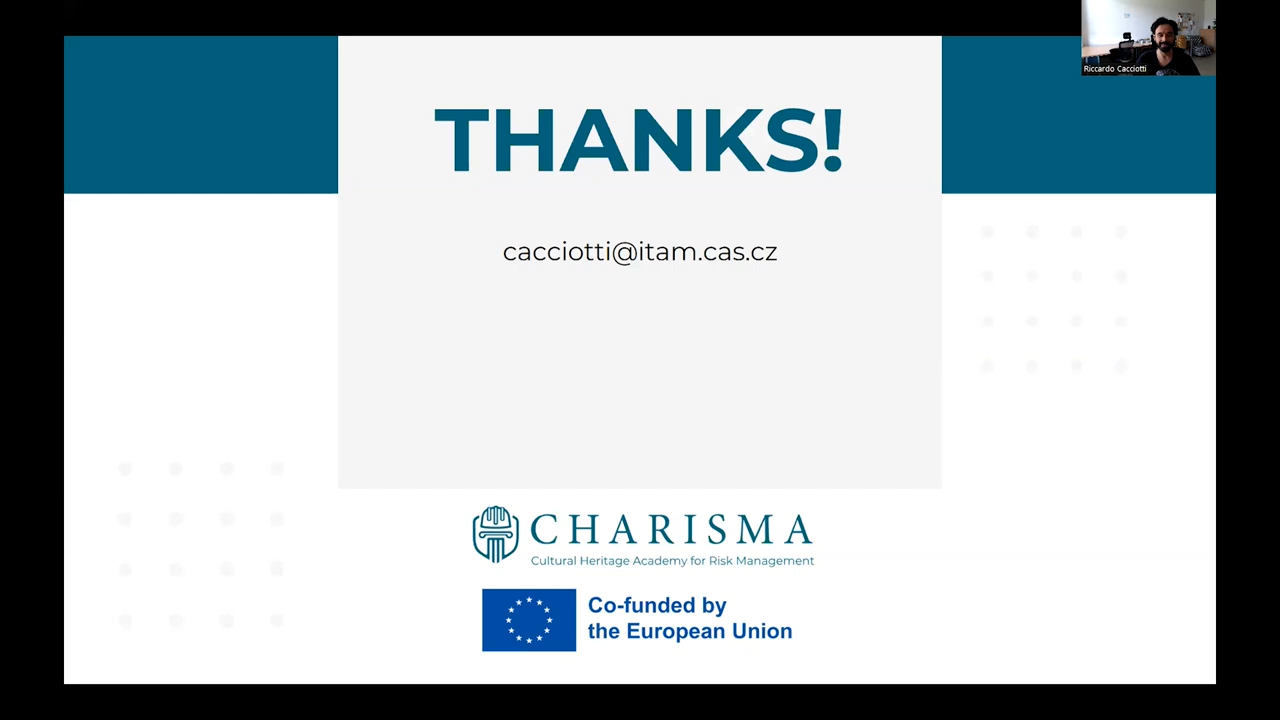 Riccardo Cacciotti
THANKS!
cacciotti@itam.cas.cz
CHARISMA
Cultural Heritage Academy for Risk Management
Co-funded by
the European Union